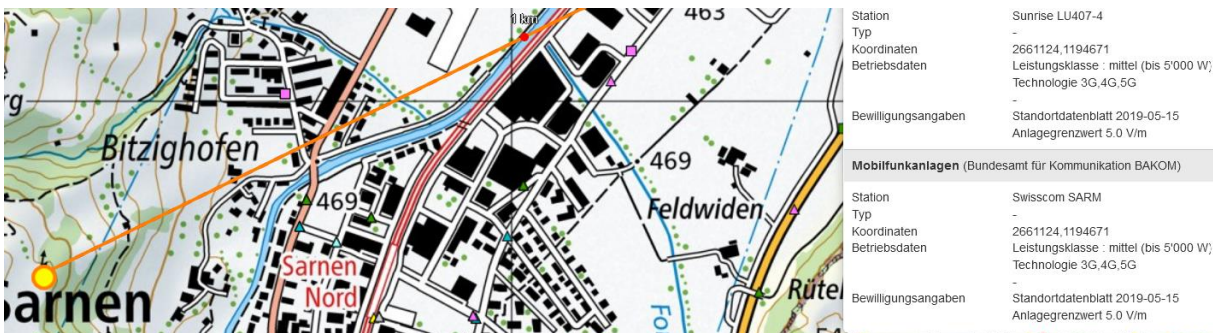 1 km
463
Bitzighofen
469
469
Feldwiden
Sarnen
Nord
Sarnen
Station Sunrise LU407-4
Typ -
Koordinaten 2661124,1194671
Betriebsdaten Leistungsklasse : mittel (bis 5'000 W)
Technologie 3G,4G,5G
-
Bewilligungsangaben Standortdatenblatt 2019-05-15
Anlagegrenzwert 5.0 V/m
Mobilfunkanlagen (Bundesamt für Kommunikation BAKOM)
Station Swisscom SARM
Typ -
Koordinaten 2661124,1194671
Betriebsdaten Leistungsklasse : mittel (bis 5'000 W)
Technologie 3G,4G,5G
-
Bewilligungsangaben Standortdatenblatt 2019-05-15
Anlagegrenzwert 5.0 V/m